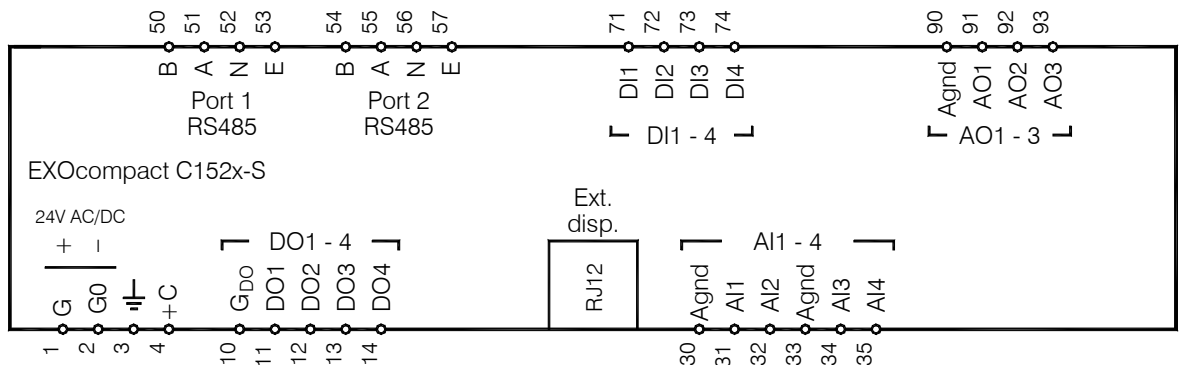 50 51 52 53 54 55 56 57 71 72 73 74 90 91 92 93
B A N E B A N E DI1 DI2 DI3 DI4 Agnd AO1 AO2 AO3
Port 1
RS485
Port 2
RS485
DI1 - 4
AO1 - 3
EXOcompact C152x-S
24V AC/DC
+ -
DO1 - 4
Ext.
disp.
RJ12
AI1 - 4
G G0 +C GDO DO1 DO2 DO3 DO4 Agnd AI1 AI2 Agnd AI3 AI4
1 2 3 4 10 11 12 13 14 30 31 32 33 34 35